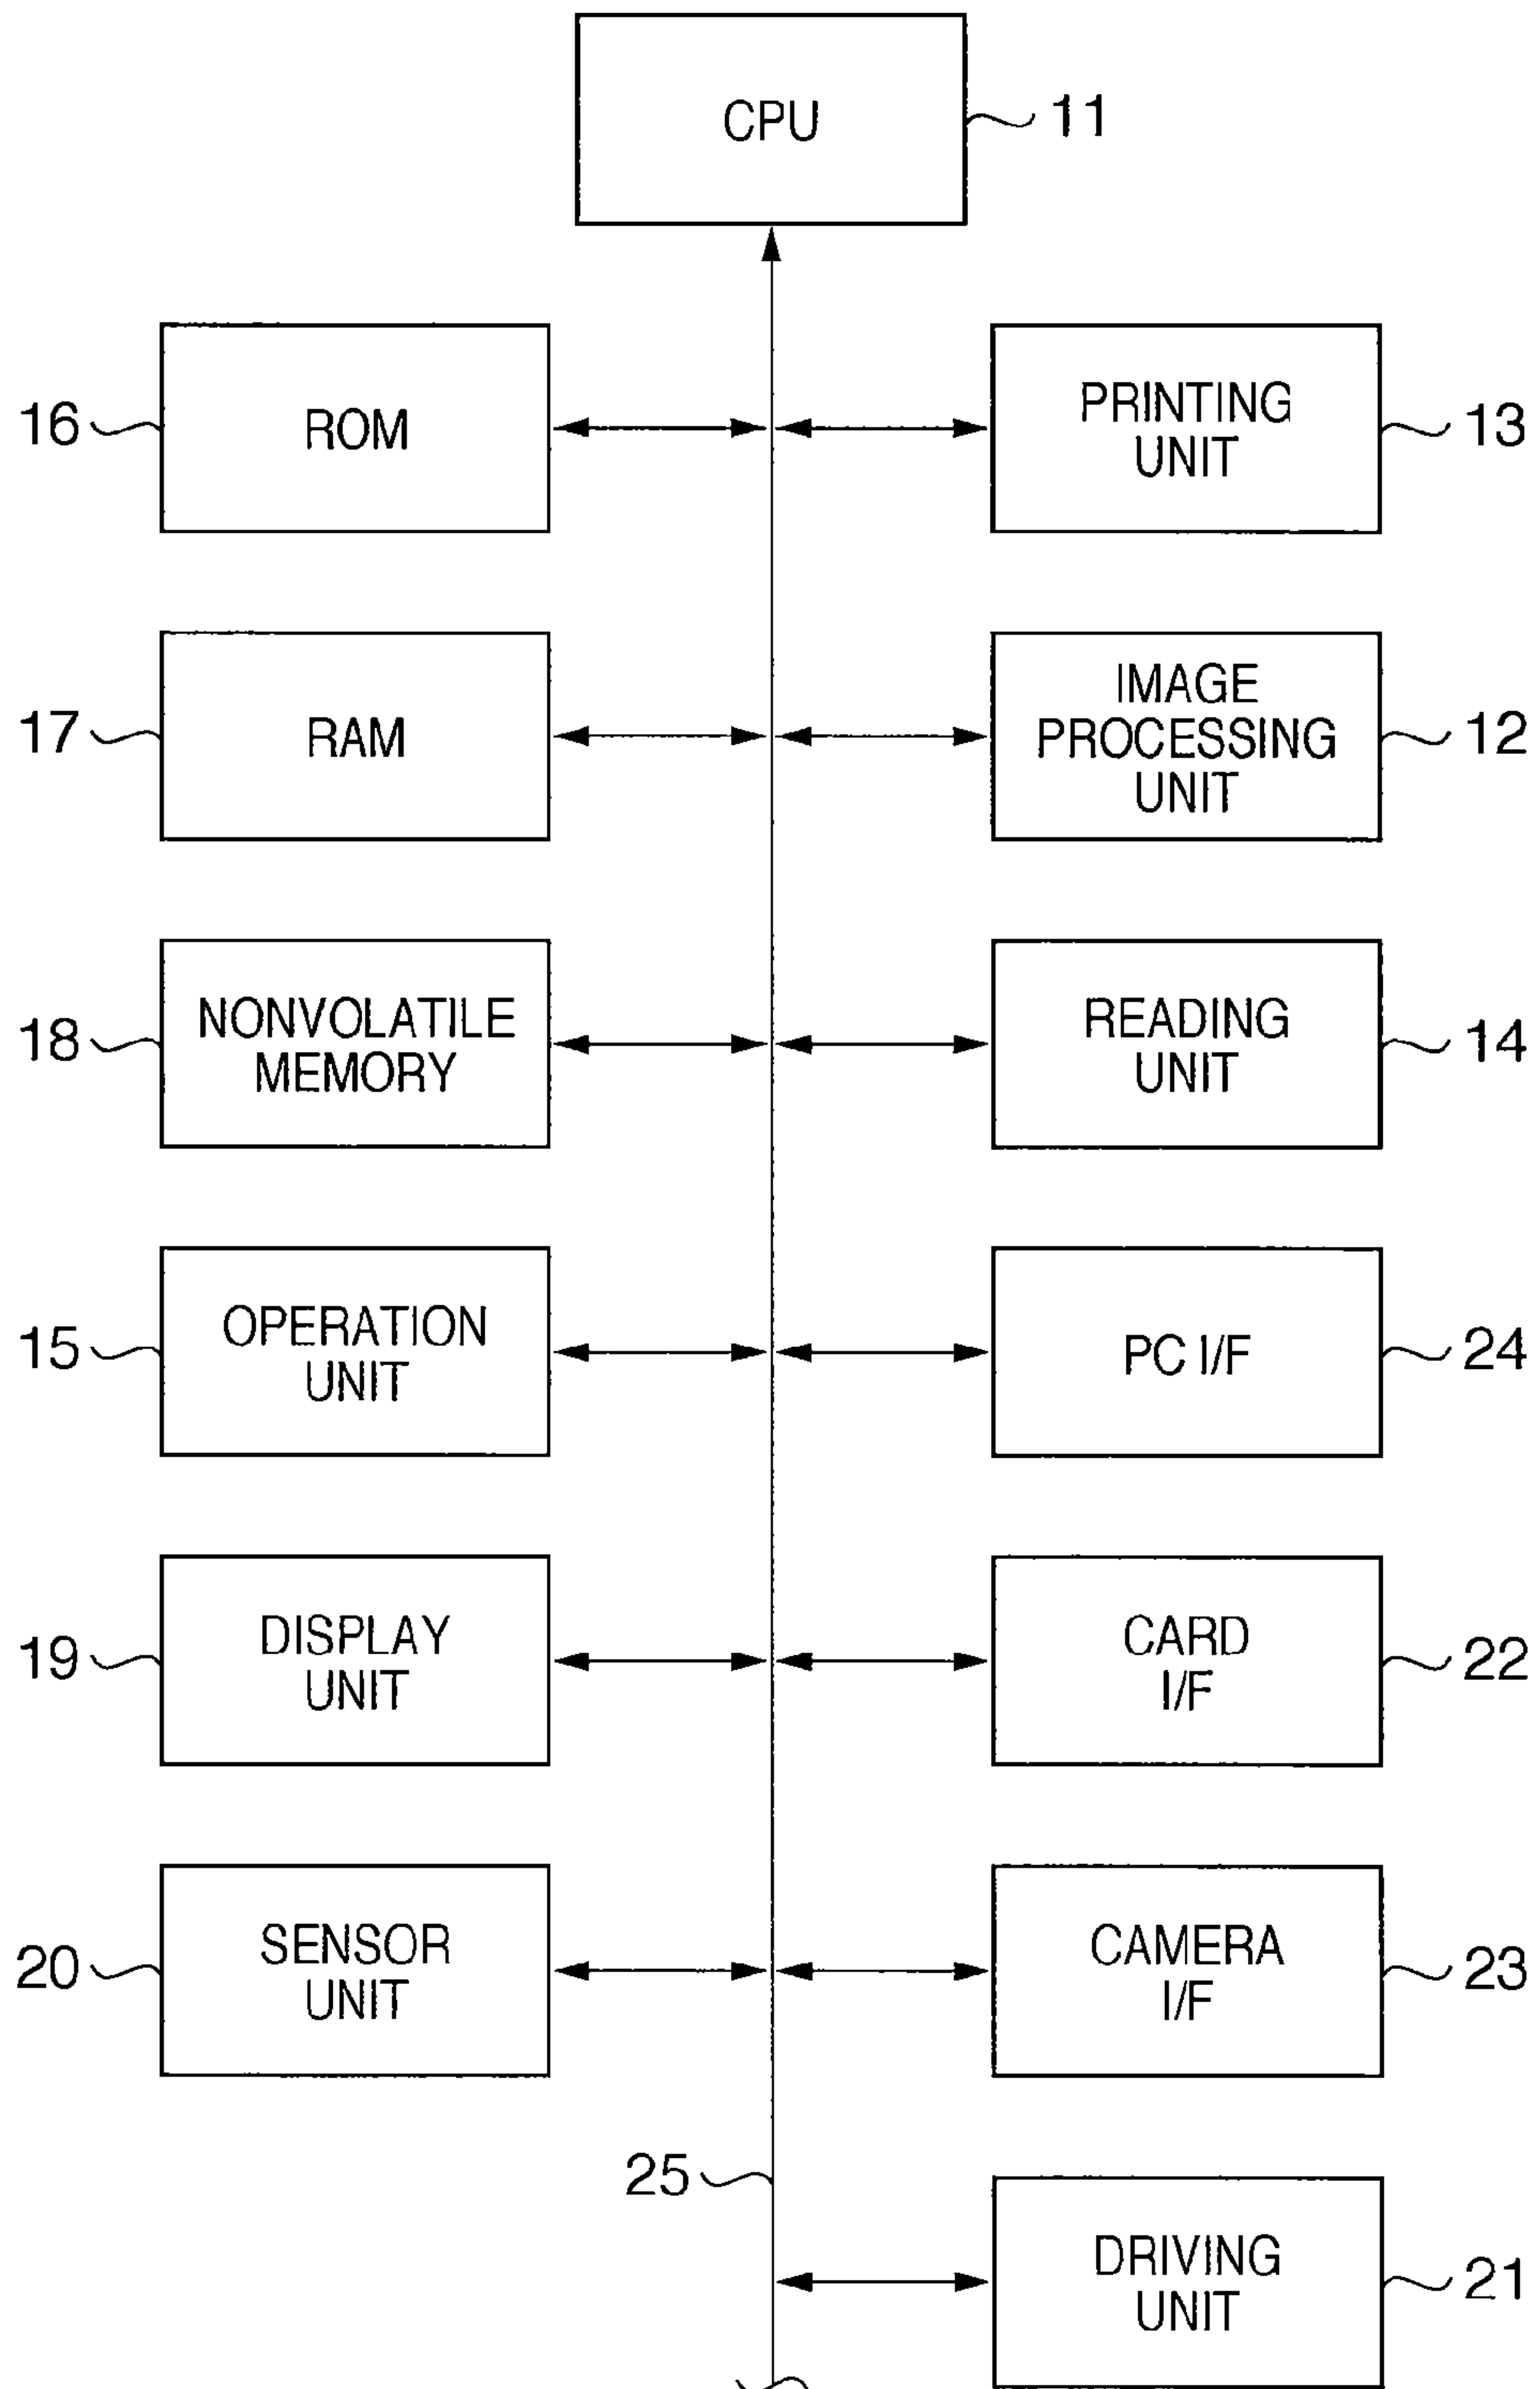 CPU
11
16
ROM
PRINTING
UNIT
13
17
RAM
IMAGE
PROCESSING
UNIT
12
18
NONVOLATILE
MEMORY
READING
UNIT
14
15
OPERATION
UNIT
PC I/F
24
19
DISPLAY
UNIT
CARD
I/F
22
20
SENSOR
UNIT
CAMERA
I/F
23
25
DRIVING
UNIT
21